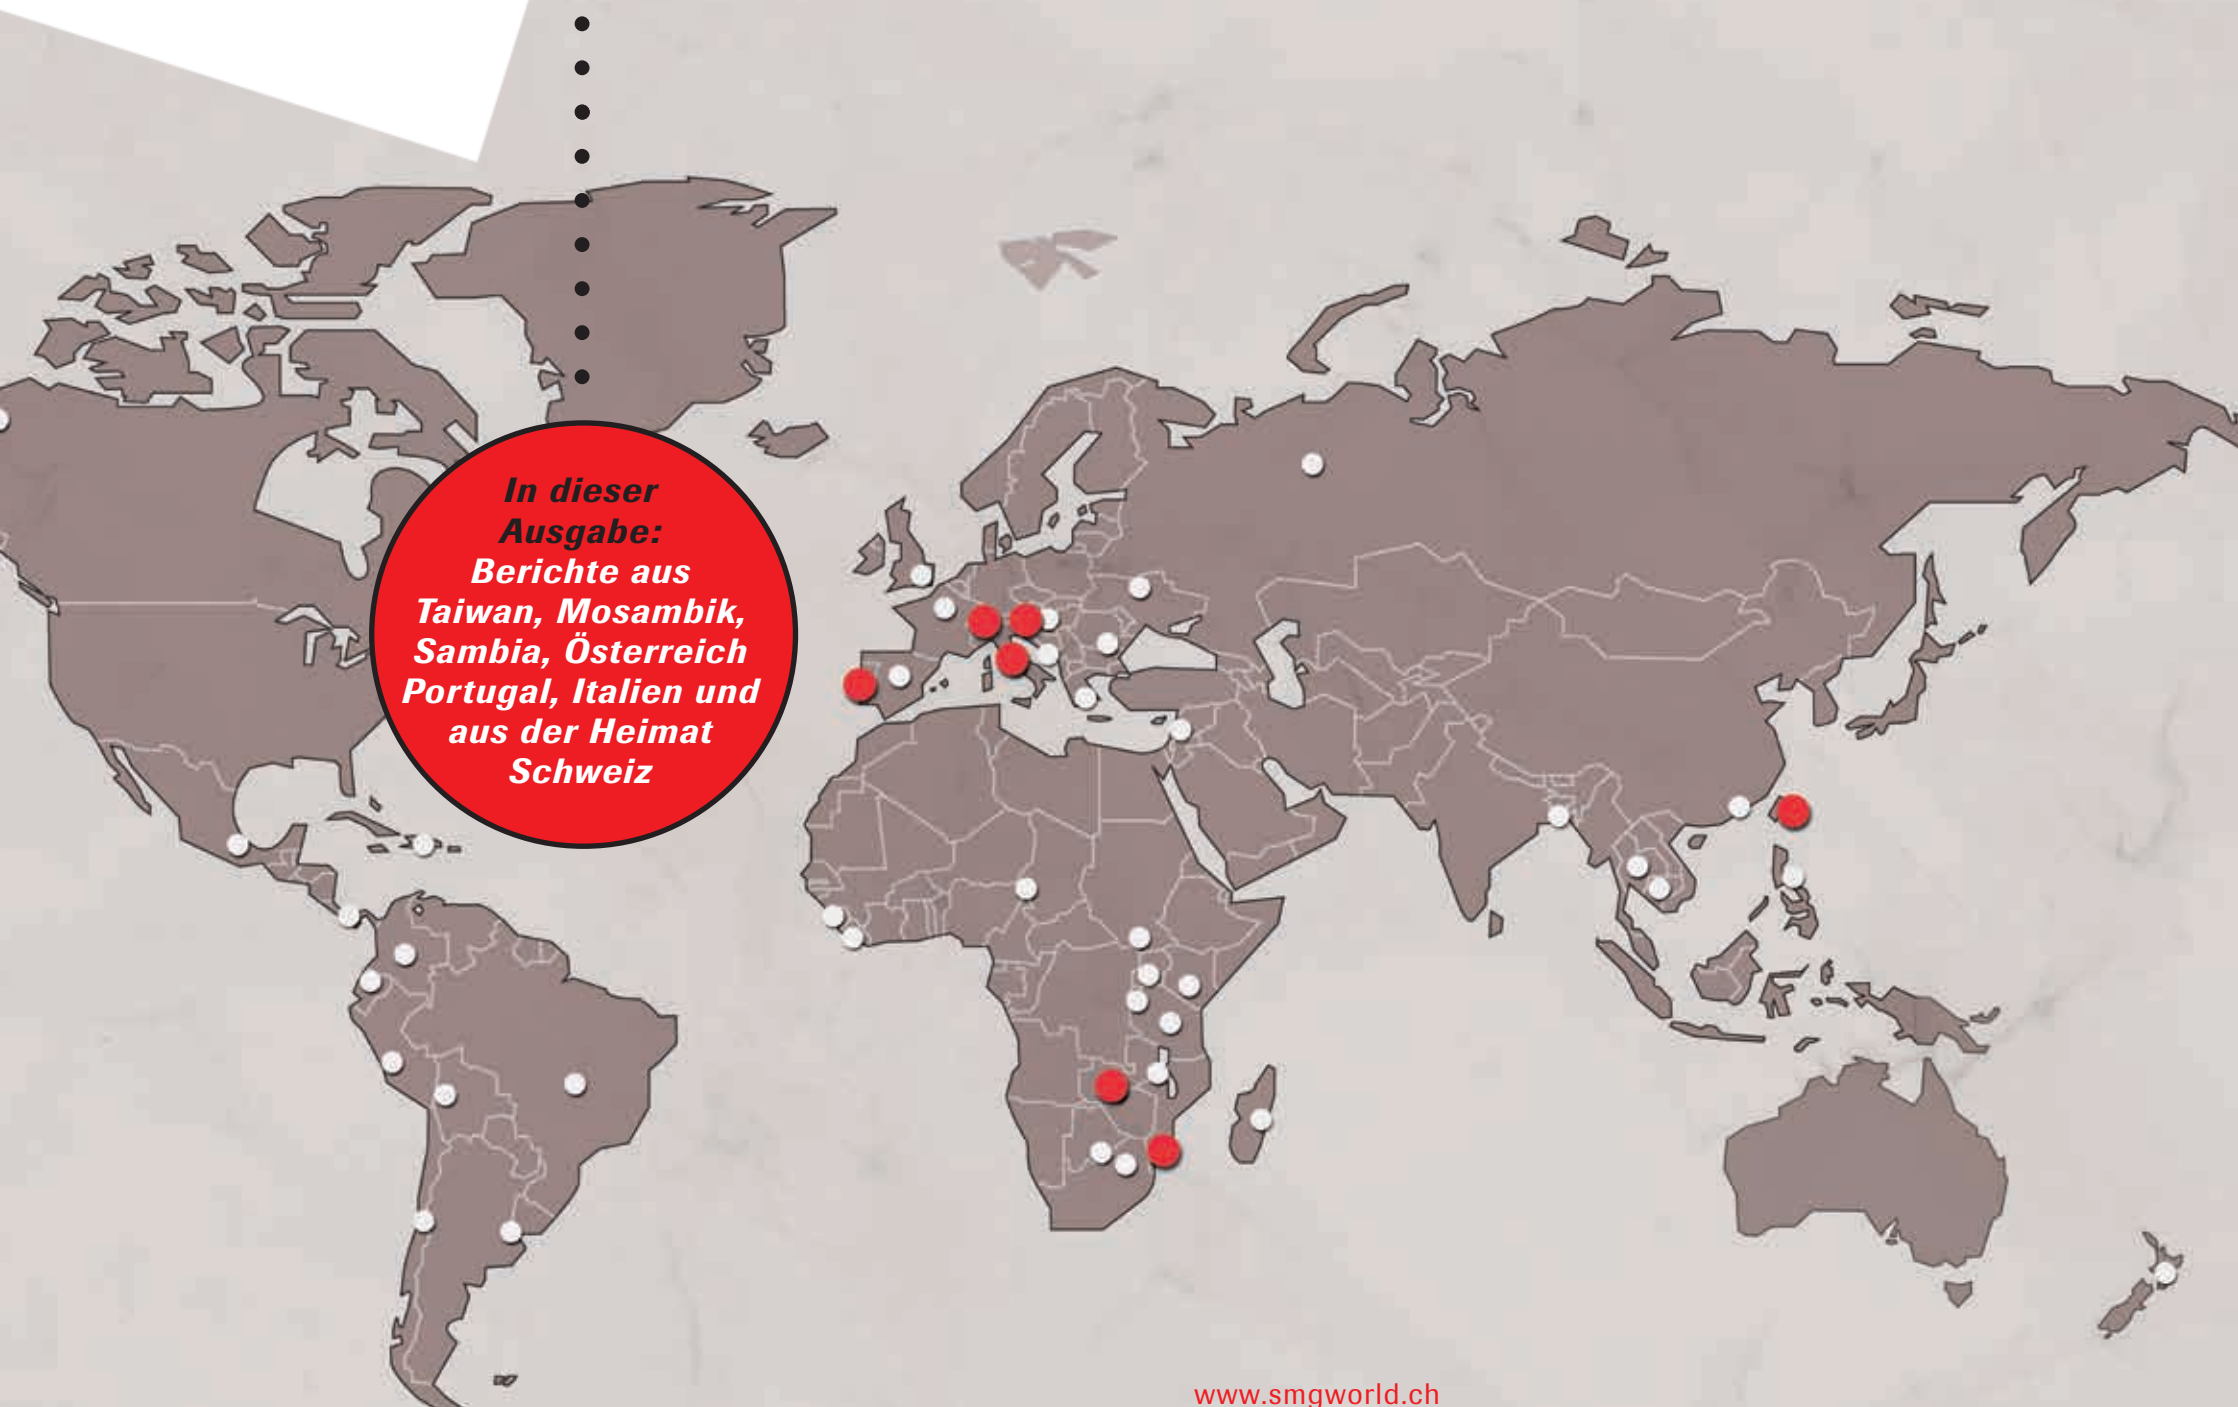 In dieser
Ausgabe:
Berichte aus
Taiwan, Mosambik,
Sambia, Österreich
Portugal, Italien und
aus der Heimat
Schweiz
www.smgworld.ch